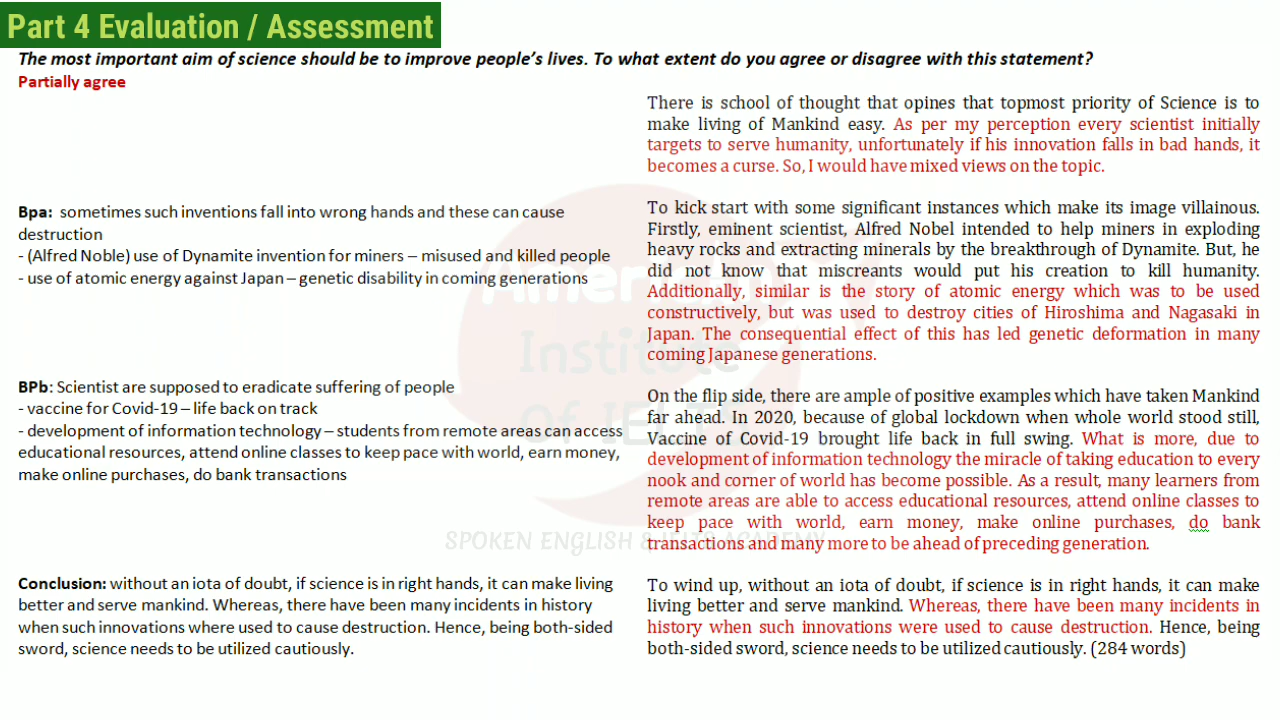 Part 4 Evaluation / Assessment
The most important aim of science should be to improve people's lives. To what extent do you agree or disagree with this statement?
Partially agree
Bpa: sometimes such inventions fall into wrong hands and these can cause
destruction
- (Alfred Noble) use of Dynamite invention for miners – misused and killed people
- use of atomic energy against Japan – genetic disability in coming generations
BPb: Scientist are supposed to eradicate suffering of people
- vaccine for Covid-19 – life back on track
- development of information technology – students from remote areas can access
educational resources, attend online classes to keep pace with world, earn money,
make online purchases, do bank transactions
Conclusion: without an iota of doubt, if science is in right hands, it can make living
better and serve mankind. Whereas, there have been many incidents in history
when such innovations where used to cause destruction. Hence, being both-sided
sword, science needs to be utilized cautiously.
There is school of thought that opines that topmost priority of Science is to
make living of Mankind easy. As per my perception every scientist initially
targets to serve humanity, unfortunately if his innovation falls in bad hands, it
becomes a curse. So, I would have mixed views on the topic.
To kick start with some significant instances which make its image villainous.
Firstly, eminent scientist, Alfred Nobel intended to help miners in exploding
heavy rocks and extracting minerals by the breakthrough of Dynamite. But, he
did not know that miscreants would put his creation to kill humanity.
Additionally, similar is the story of atomic energy which was to be used
constructively, but was used to destroy cities of Hiroshima and Nagasaki in
Japan. The consequential effect of this has led genetic deformation in many
coming Japanese generations.
On the flip side, there are ample of positive examples which have taken Mankind
far ahead. In 2020, because of global lockdown when whole world stood still,
Vaccine of Covid-19 brought life back in full swing. What is more, due to
development of information technology the miracle of taking education to every
nook and corner of world has become possible. As a result, many learners from
remote areas are able to access educational resources, attend online classes to
keep pace with world, earn money, make online purchases, do bank
transactions and many more to be ahead of preceding generation.
To wind up, without an iota of doubt, if science is in right hands, it can make
living better and serve mankind. Whereas, there have been many incidents in
history when such innovations were used to cause destruction. Hence, being
both-sided sword, science needs to be utilized cautiously. (284 words)
American
Institute
Of IELTS
SPOKEN ENGLISH & IELTS ACADEMY